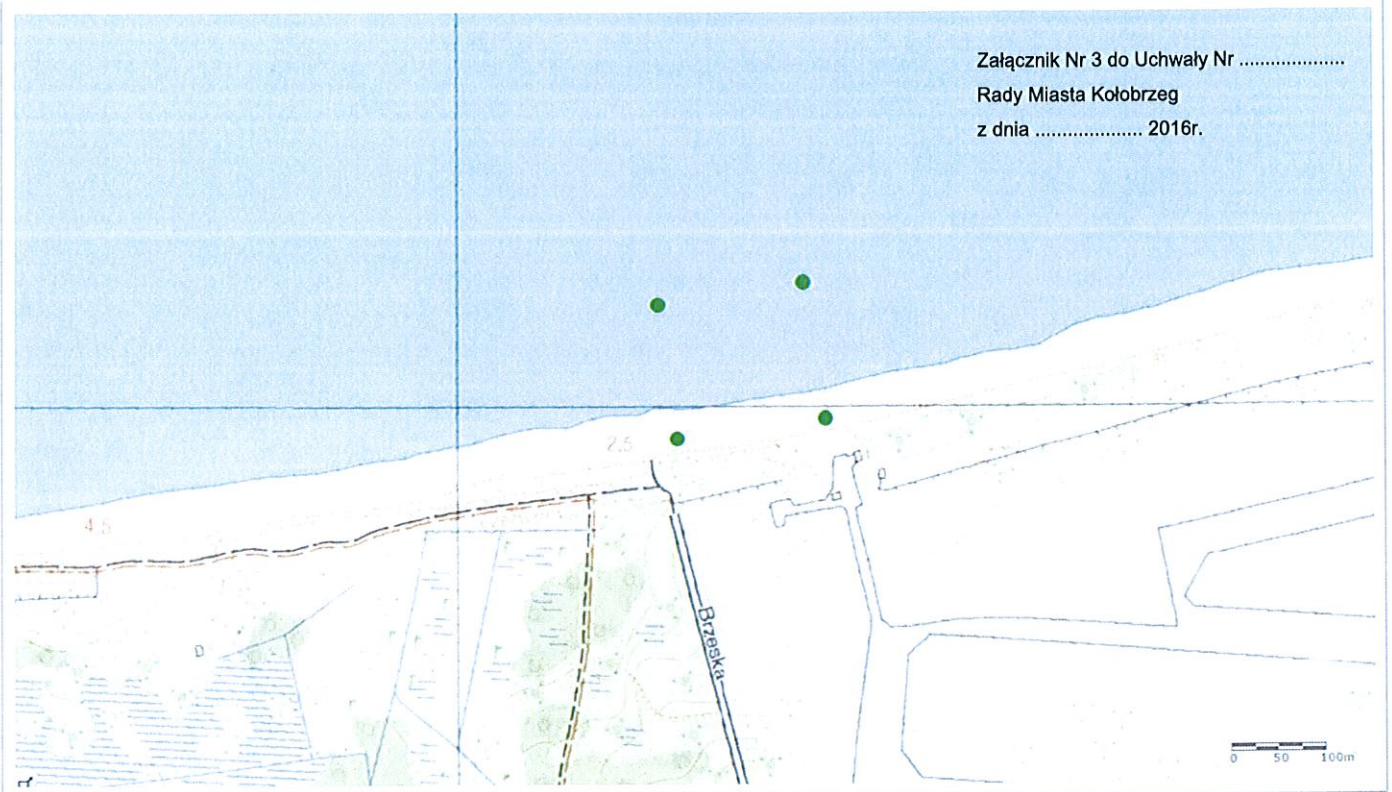 Załącznik Nr 3 do Uchwały Nr ....................
Rady Miasta Kołobrzeg
z dnia .................... 2016r.
2.5
4.5
Brzeska
0 50 100m